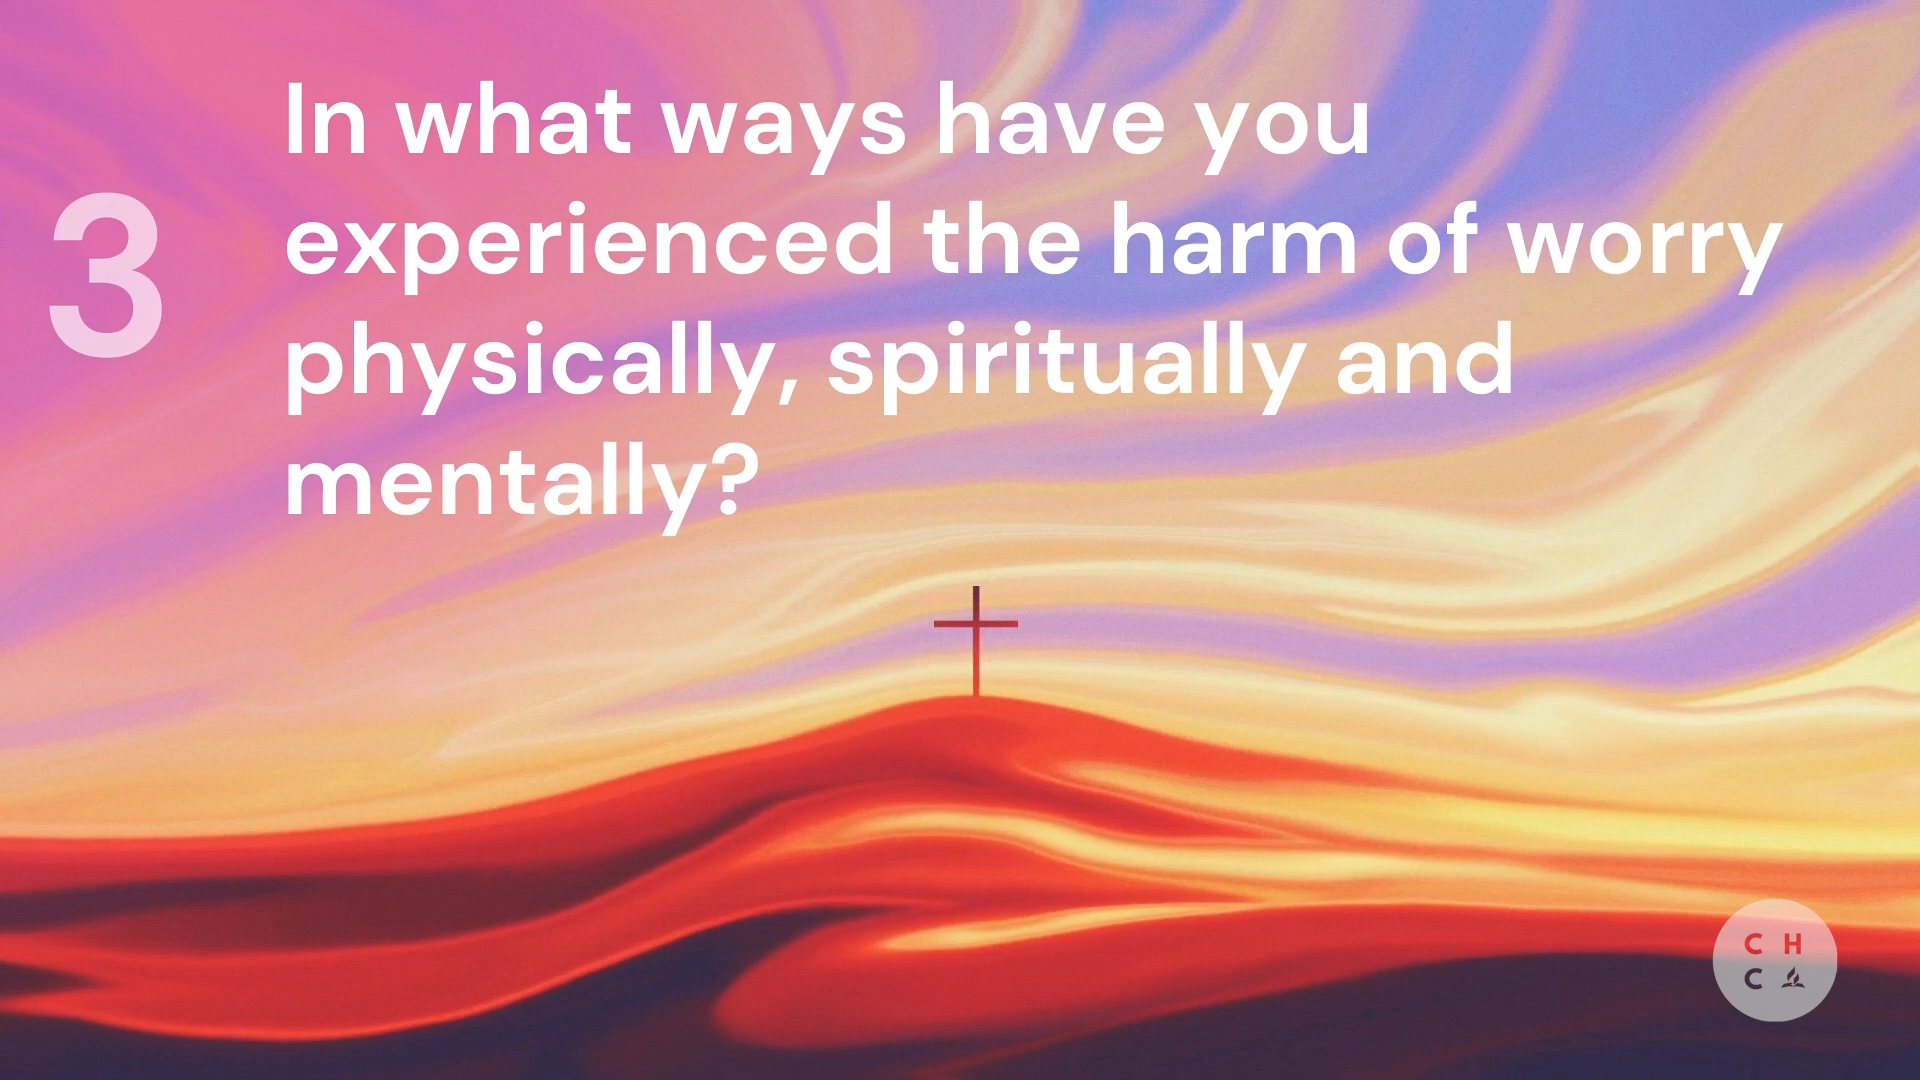 3
In what ways have you
experienced the harm of worry
physically, spiritually and
mentally?
C H
C